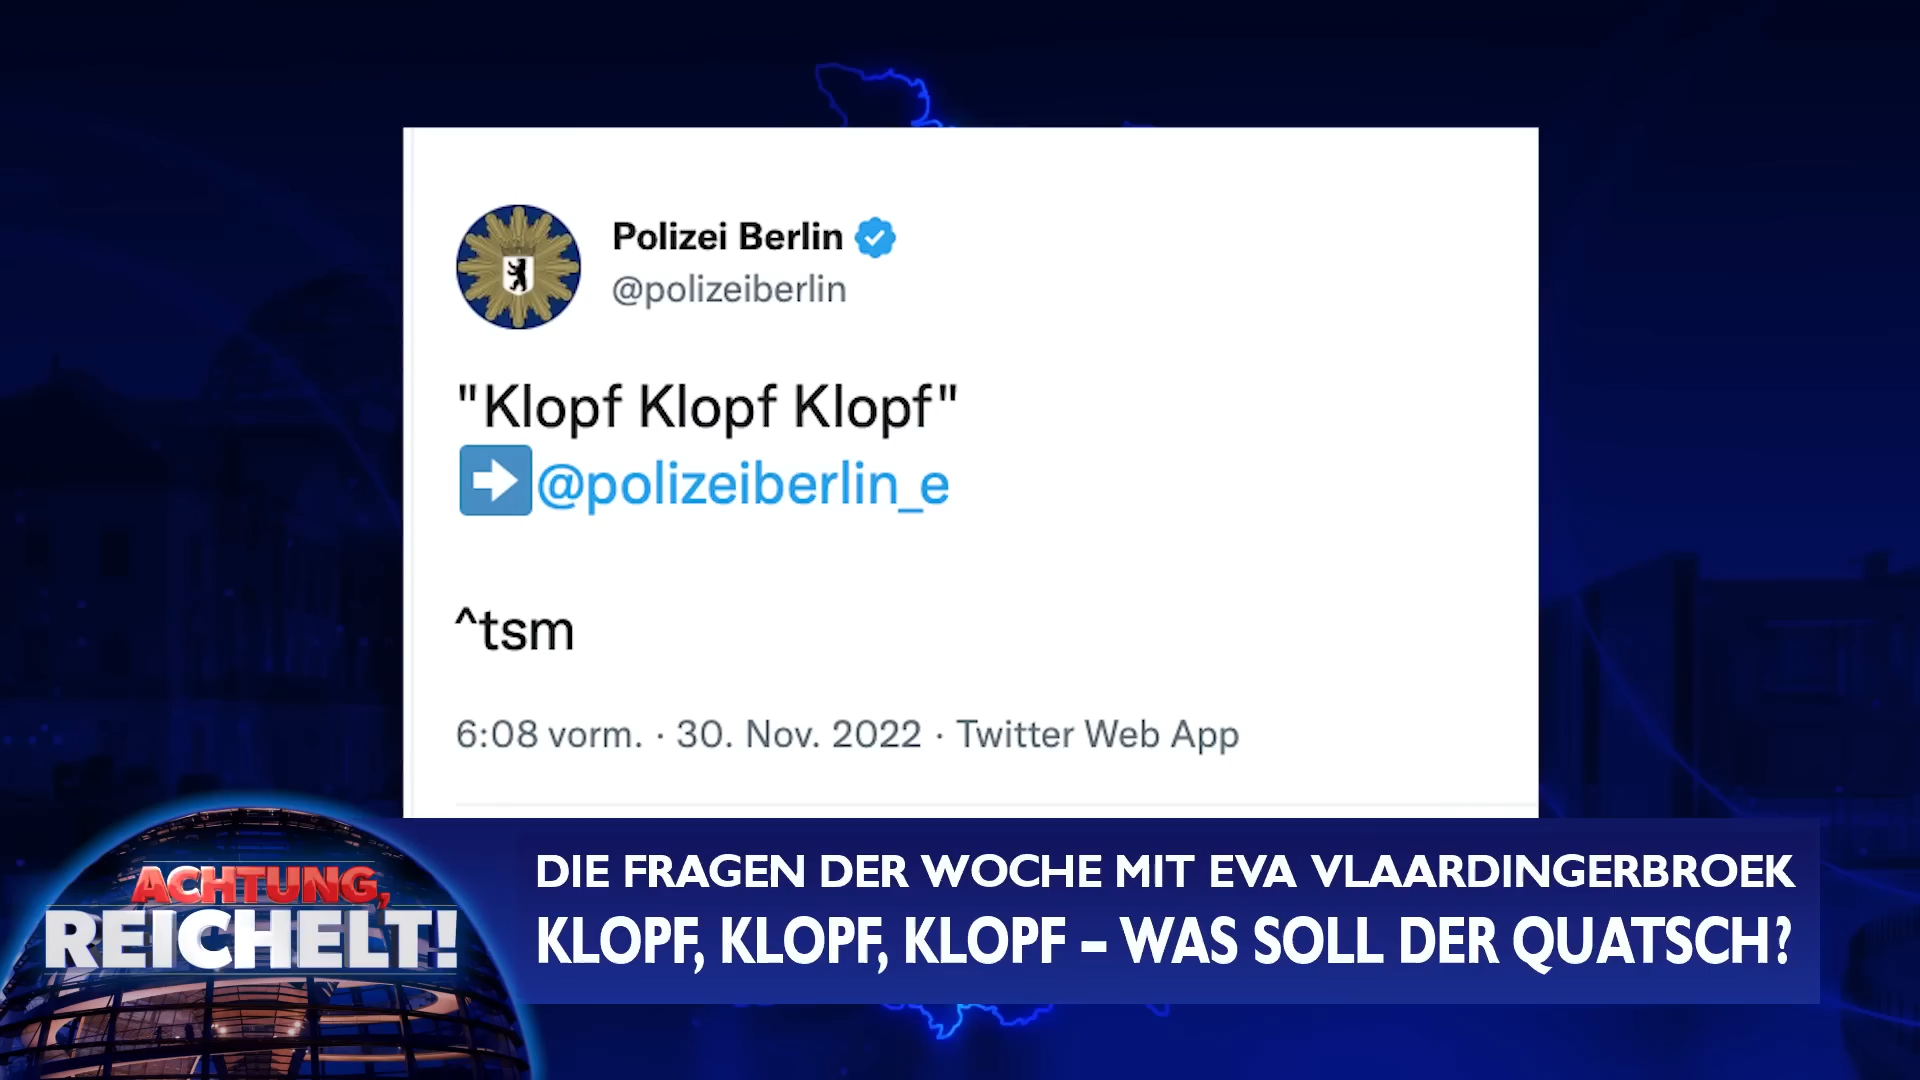 Polizei Berlin
@polizeiberlin
"Klopf Klopf Klopf"
➡️@polizeiberlin_e
^tsm
6:08 vorm. · 30. Nov. 2022 · Twitter Web App
ACHTUNG,
REICHELT!
DIE FRAGEN DER WOCHE MIT EVA VLAARDINGERBROEK
KLOPF, KLOPF, KLOPF – WAS SOLL DER QUATSCH?